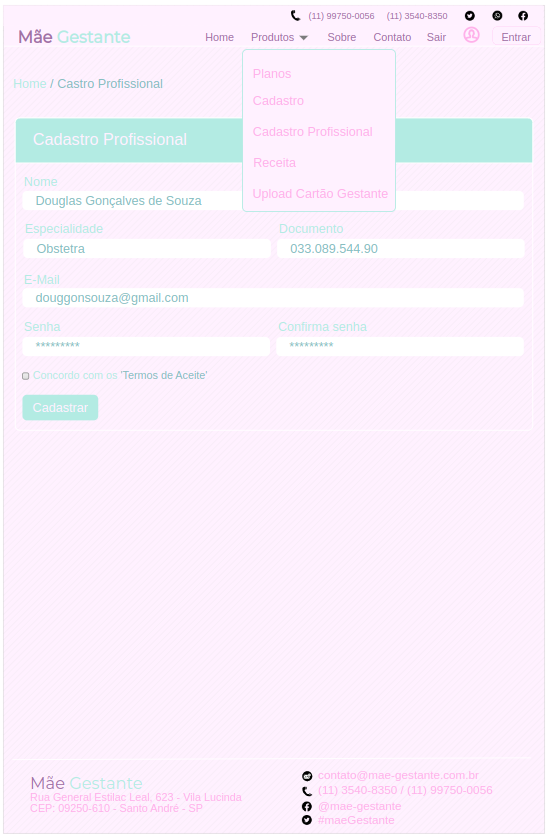 (11) 99750-0056 (11) 3540-8350
Mãe Gestante
Home Produtos Sobre Contato Sair Entrar
Planos
Cadastro
Cadastro Profissional
Receita
Upload Cartão Gestante
Home / Castro Profissional
Cadastro Profissional
Nome
Douglas Gonçalves de Souza
Especialidade Documento
Obstetra 033.089.544.90
E-Mail
douggonsouza@gmail.com
Senha Confirma senha
********* *********
Concordo com os 'Termos de Aceite'
Cadastrar
Mãe Gestante
Rua General Estilac Leal, 623 - Vila Lucinda
CEP: 09250-610 - Santo André - SP
contato@mae-gestante.com.br
(11) 3540-8350 / (11) 99750-0056
@mae-gestante
#maeGestante